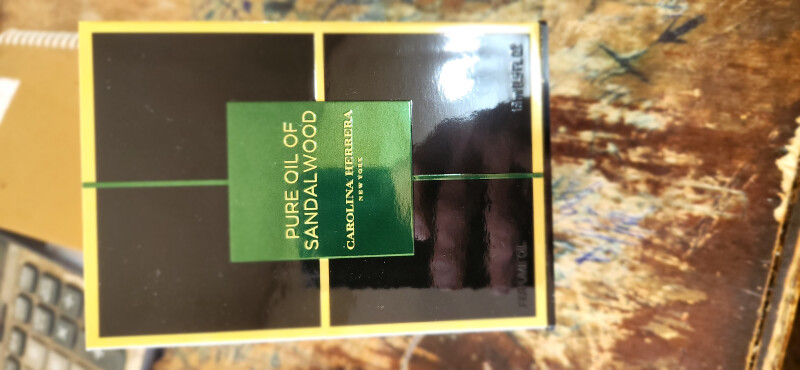 PURE OIL OF
SANDALWOOD
CAROLINA HERRERA
NEW YORK